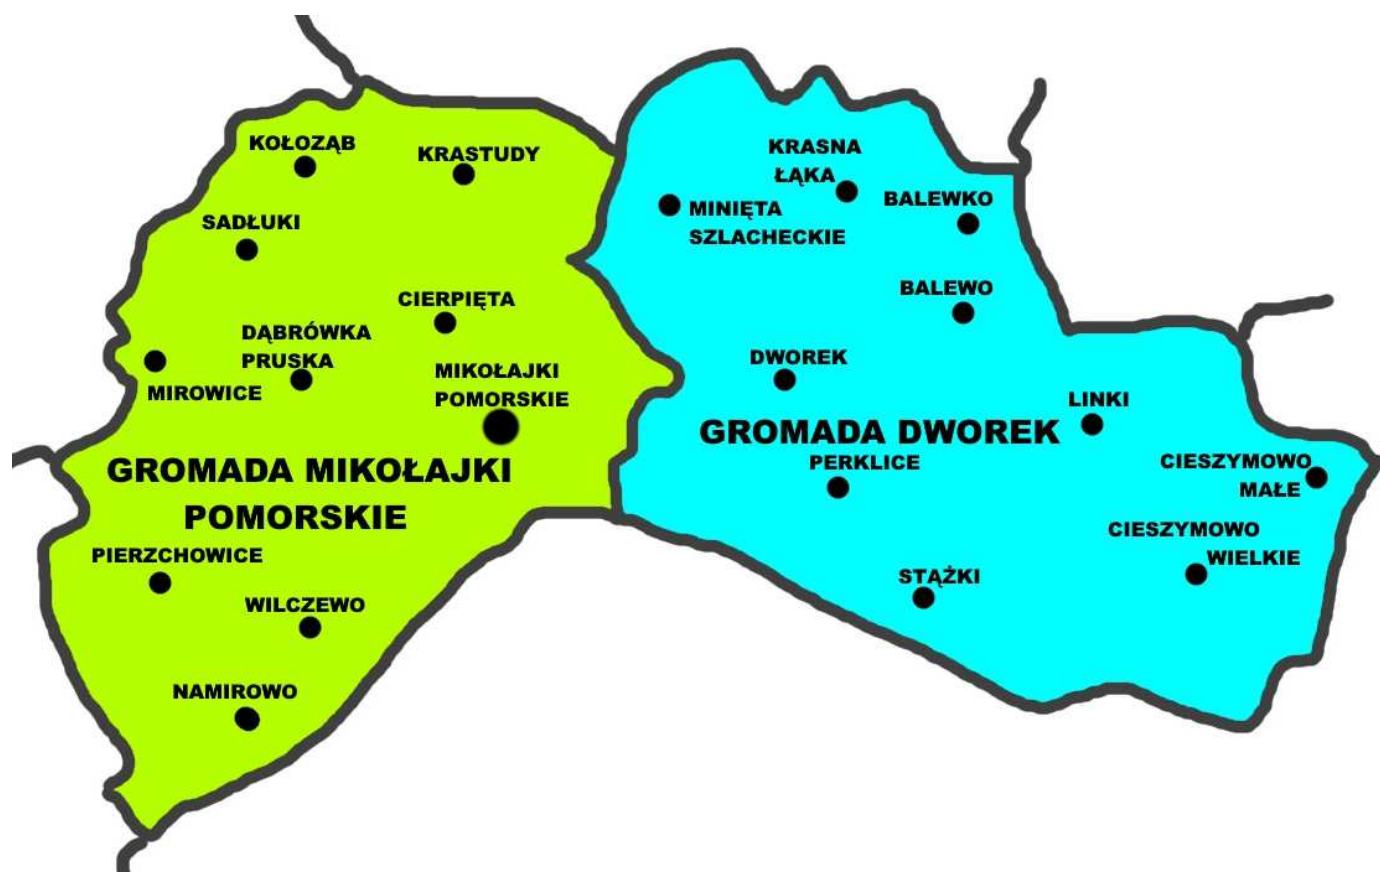 KOŁOZĄB
KRASTUDY
SADŁUKI
CIERPIĘTA
DĄBRÓWKA
PRUSKA
MIROWICE
MIKOŁAJKI
POMORSKIE
GROMADA MIKOŁAJKI
POMORSKIE
PIERZCHOWICE
WILCZEWO
NAMIROWO
KRASNA
ŁĄKA
MINIĘTA
SZLACHECKIE
BALEWKO
BALEWO
DWOREK
LINKI
GROMADA DWOREK
PERKLICE
CIESZYMOWO
MAŁE
CIESZYMOWO
WIELKIE
STĄŻKI